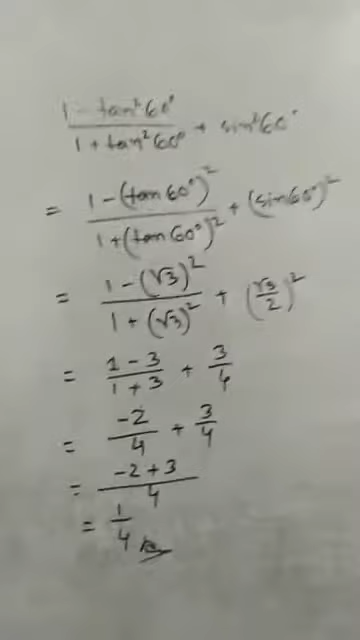 (1 - tan²60°)/(1 + tan²60°) + sin²60°
= (1 - (tan 60°)²)/(1 + (tan 60°)²) + (sin 60°)²
= (1 - (√3)²)/(1 + (√3)²) + (√3/2)²
= (1 - 3)/(1 + 3) + 3/4
= -2/4 + 3/4
= (-2 + 3)/4
= 1/4